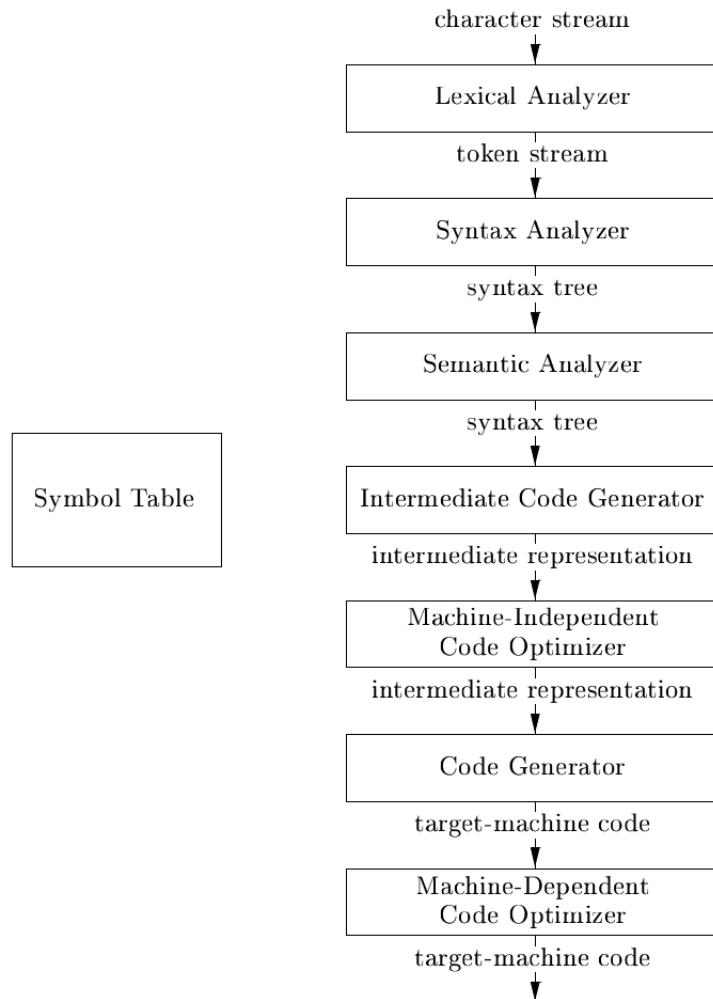 character stream
Lexical Analyzer
token stream
Syntax Analyzer
syntax tree
Semantic Analyzer
syntax tree
Symbol Table
Intermediate Code Generator
intermediate representation
Machine-Independent
Code Optimizer
intermediate representation
Code Generator
target-machine code
Machine-Dependent
Code Optimizer
target-machine code